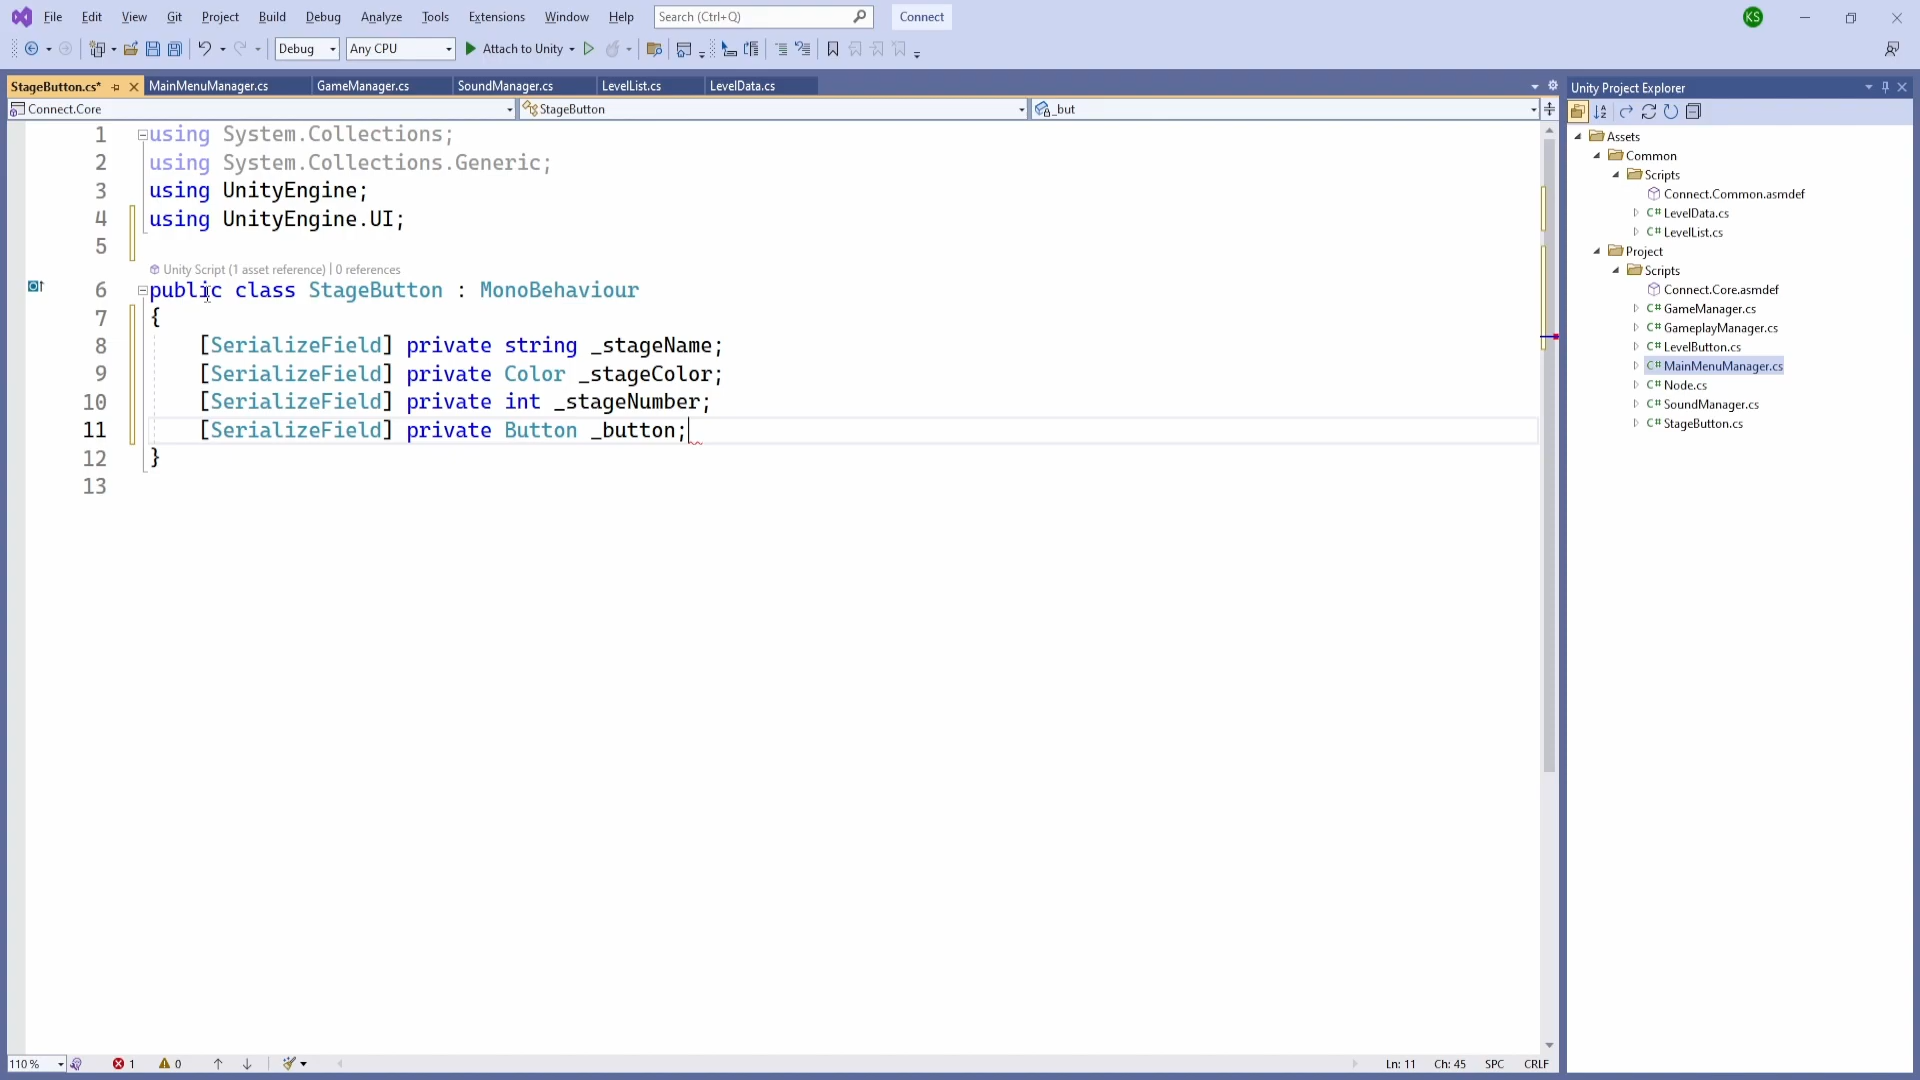 File Edit View Git Project Build Debug Analyze Tools Extensions Window Help Search (Ctrl+Q) Connect KS
Debug Any CPU Attach to Unity
StageButton.cs* MainMenuManager.cs GameManager.cs SoundManager.cs LevelList.cs LevelData.cs
Connect.Core StageButton _but
1 using System.Collections;
2 using System.Collections.Generic;
3 using UnityEngine;
4 using UnityEngine.UI;
5
Unity Script (1 asset reference) | 0 references
6 public class StageButton : MonoBehaviour
7 {
8 [SerializeField] private string _stageName;
9 [SerializeField] private Color _stageColor;
10 [SerializeField] private int _stageNumber;
11 [SerializeField] private Button _button;
12 }
13
Unity Project Explorer
Assets
Common
Scripts
Connect.Common.asmdef
C# LevelData.cs
C# LevelList.cs
Project
Scripts
Connect.Core.asmdef
C# GameManager.cs
C# GameplayManager.cs
C# LevelButton.cs
C# MainMenuManager.cs
C# Node.cs
C# SoundManager.cs
C# StageButton.cs
110 % 1 0 Ln: 11 Ch: 45 SPC CRLF